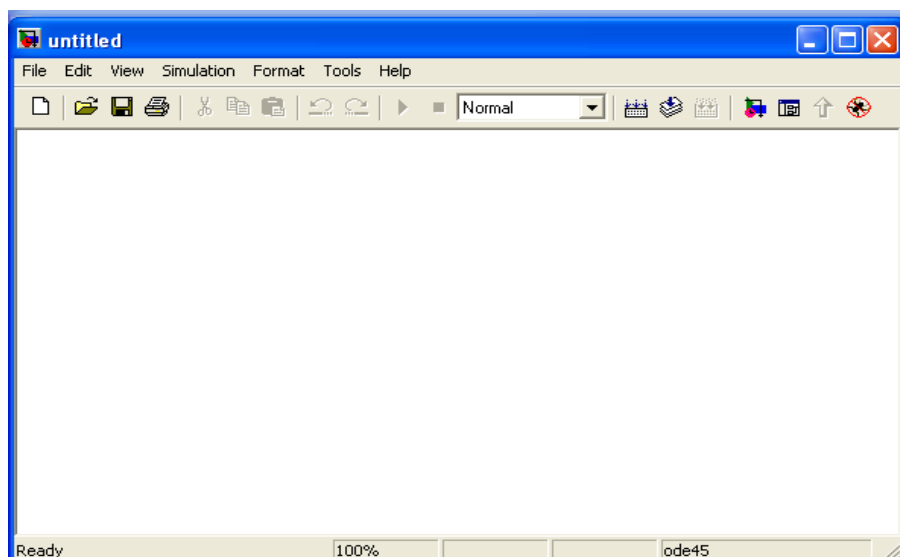 untitled
File Edit View Simulation Format Tools Help
Normal
Ready 100% ode45